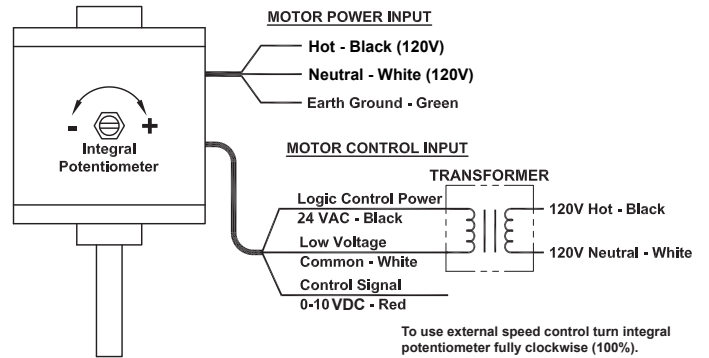 MOTOR POWER INPUT
Hot - Black (120V)
Neutral - White (120V)
Earth Ground - Green
- +
Integral
Potentiometer
MOTOR CONTROL INPUT
TRANSFORMER
Logic Control Power
24 VAC - Black
120V Hot - Black
Low Voltage
Common - White
120V Neutral - White
Control Signal
0-10 VDC - Red
To use external speed control turn integral
potentiometer fully clockwise (100%).